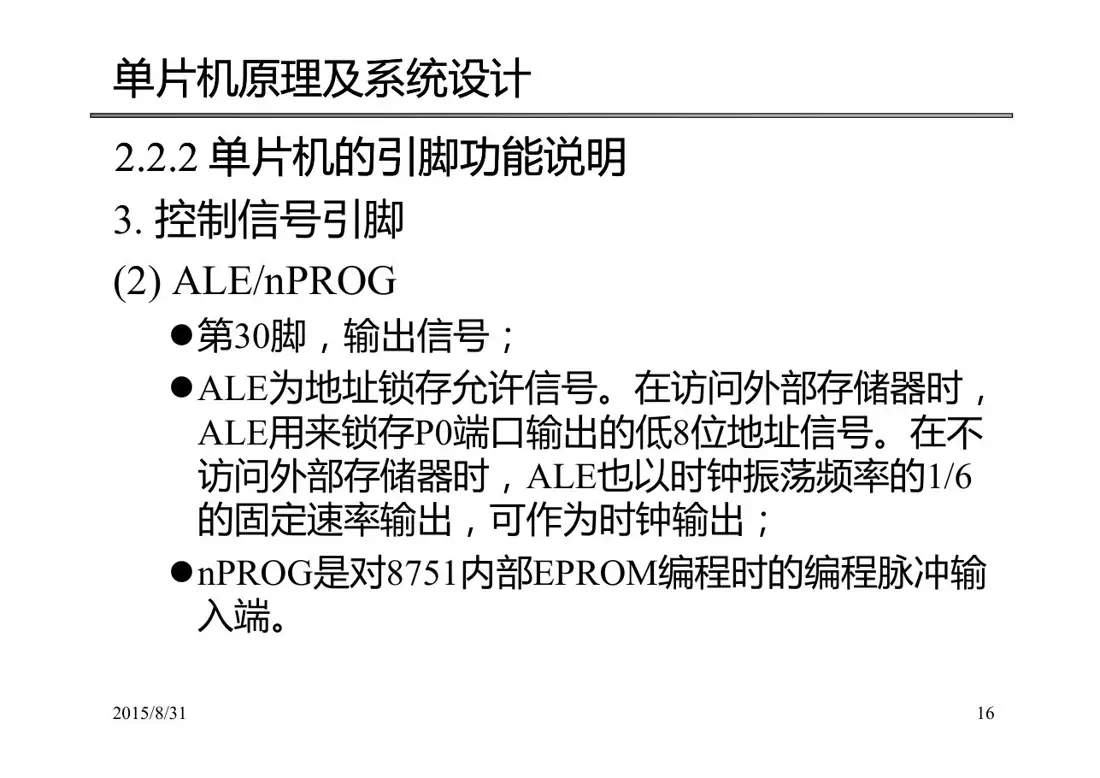 单片机原理及系统设计
2.2.2 单片机的引脚功能说明
3. 控制信号引脚
(2) ALE/nPROG
●第30脚，输出信号；
●ALE为地址锁存允许信号。在访问外部存储器时，
ALE用来锁存P0端口输出的低8位地址信号。在不
访问外部存储器时，ALE也以时钟振荡频率的1/6
的固定速率输出，可作为时钟输出；
●nPROG是对8751内部EPROM编程时的编程脉冲输
入端。
2015/8/31
16